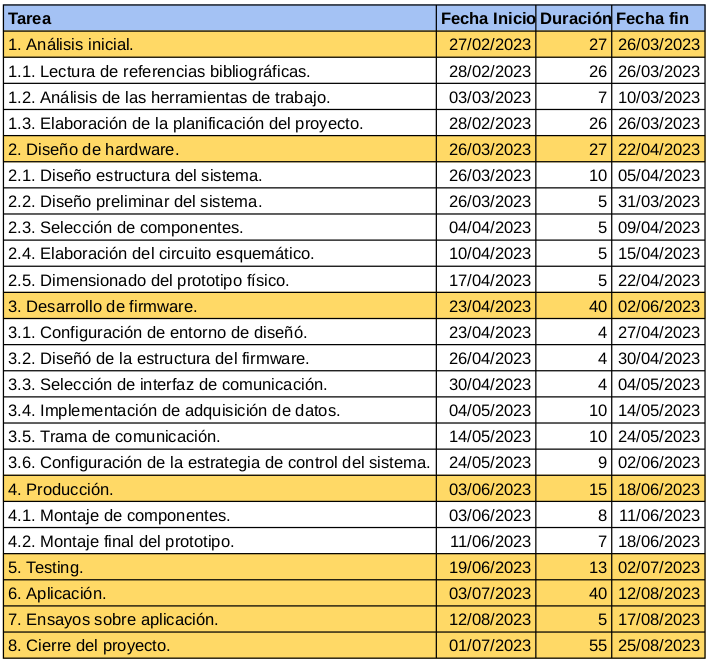 Tarea Fecha Inicio Duración Fecha fin
1. Análisis inicial. 27/02/2023 27 26/03/2023
1.1. Lectura de referencias bibliográficas. 28/02/2023 26 26/03/2023
1.2. Análisis de las herramientas de trabajo. 03/03/2023 7 10/03/2023
1.3. Elaboración de la planificación del proyecto. 28/02/2023 26 26/03/2023
2. Diseño de hardware. 26/03/2023 27 22/04/2023
2.1. Diseño estructura del sistema. 26/03/2023 10 05/04/2023
2.2. Diseño preliminar del sistema. 26/03/2023 5 31/03/2023
2.3. Selección de componentes. 04/04/2023 5 09/04/2023
2.4. Elaboración del circuito esquemático. 10/04/2023 5 15/04/2023
2.5. Dimensionado del prototipo físico. 17/04/2023 5 22/04/2023
3. Desarrollo de firmware. 23/04/2023 40 02/06/2023
3.1. Configuración de entorno de diseñó. 23/04/2023 4 27/04/2023
3.2. Diseñó de la estructura del firmware. 26/04/2023 4 30/04/2023
3.3. Selección de interfaz de comunicación. 30/04/2023 4 04/05/2023
3.4. Implementación de adquisición de datos. 04/05/2023 10 14/05/2023
3.5. Trama de comunicación. 14/05/2023 10 24/05/2023
3.6. Configuración de la estrategia de control del sistema. 24/05/2023 9 02/06/2023
4. Producción. 03/06/2023 15 18/06/2023
4.1. Montaje de componentes. 03/06/2023 8 11/06/2023
4.2. Montaje final del prototipo. 11/06/2023 7 18/06/2023
5. Testing. 19/06/2023 13 02/07/2023
6. Aplicación. 03/07/2023 40 12/08/2023
7. Ensayos sobre aplicación. 12/08/2023 5 17/08/2023
8. Cierre del proyecto. 01/07/2023 55 25/08/2023